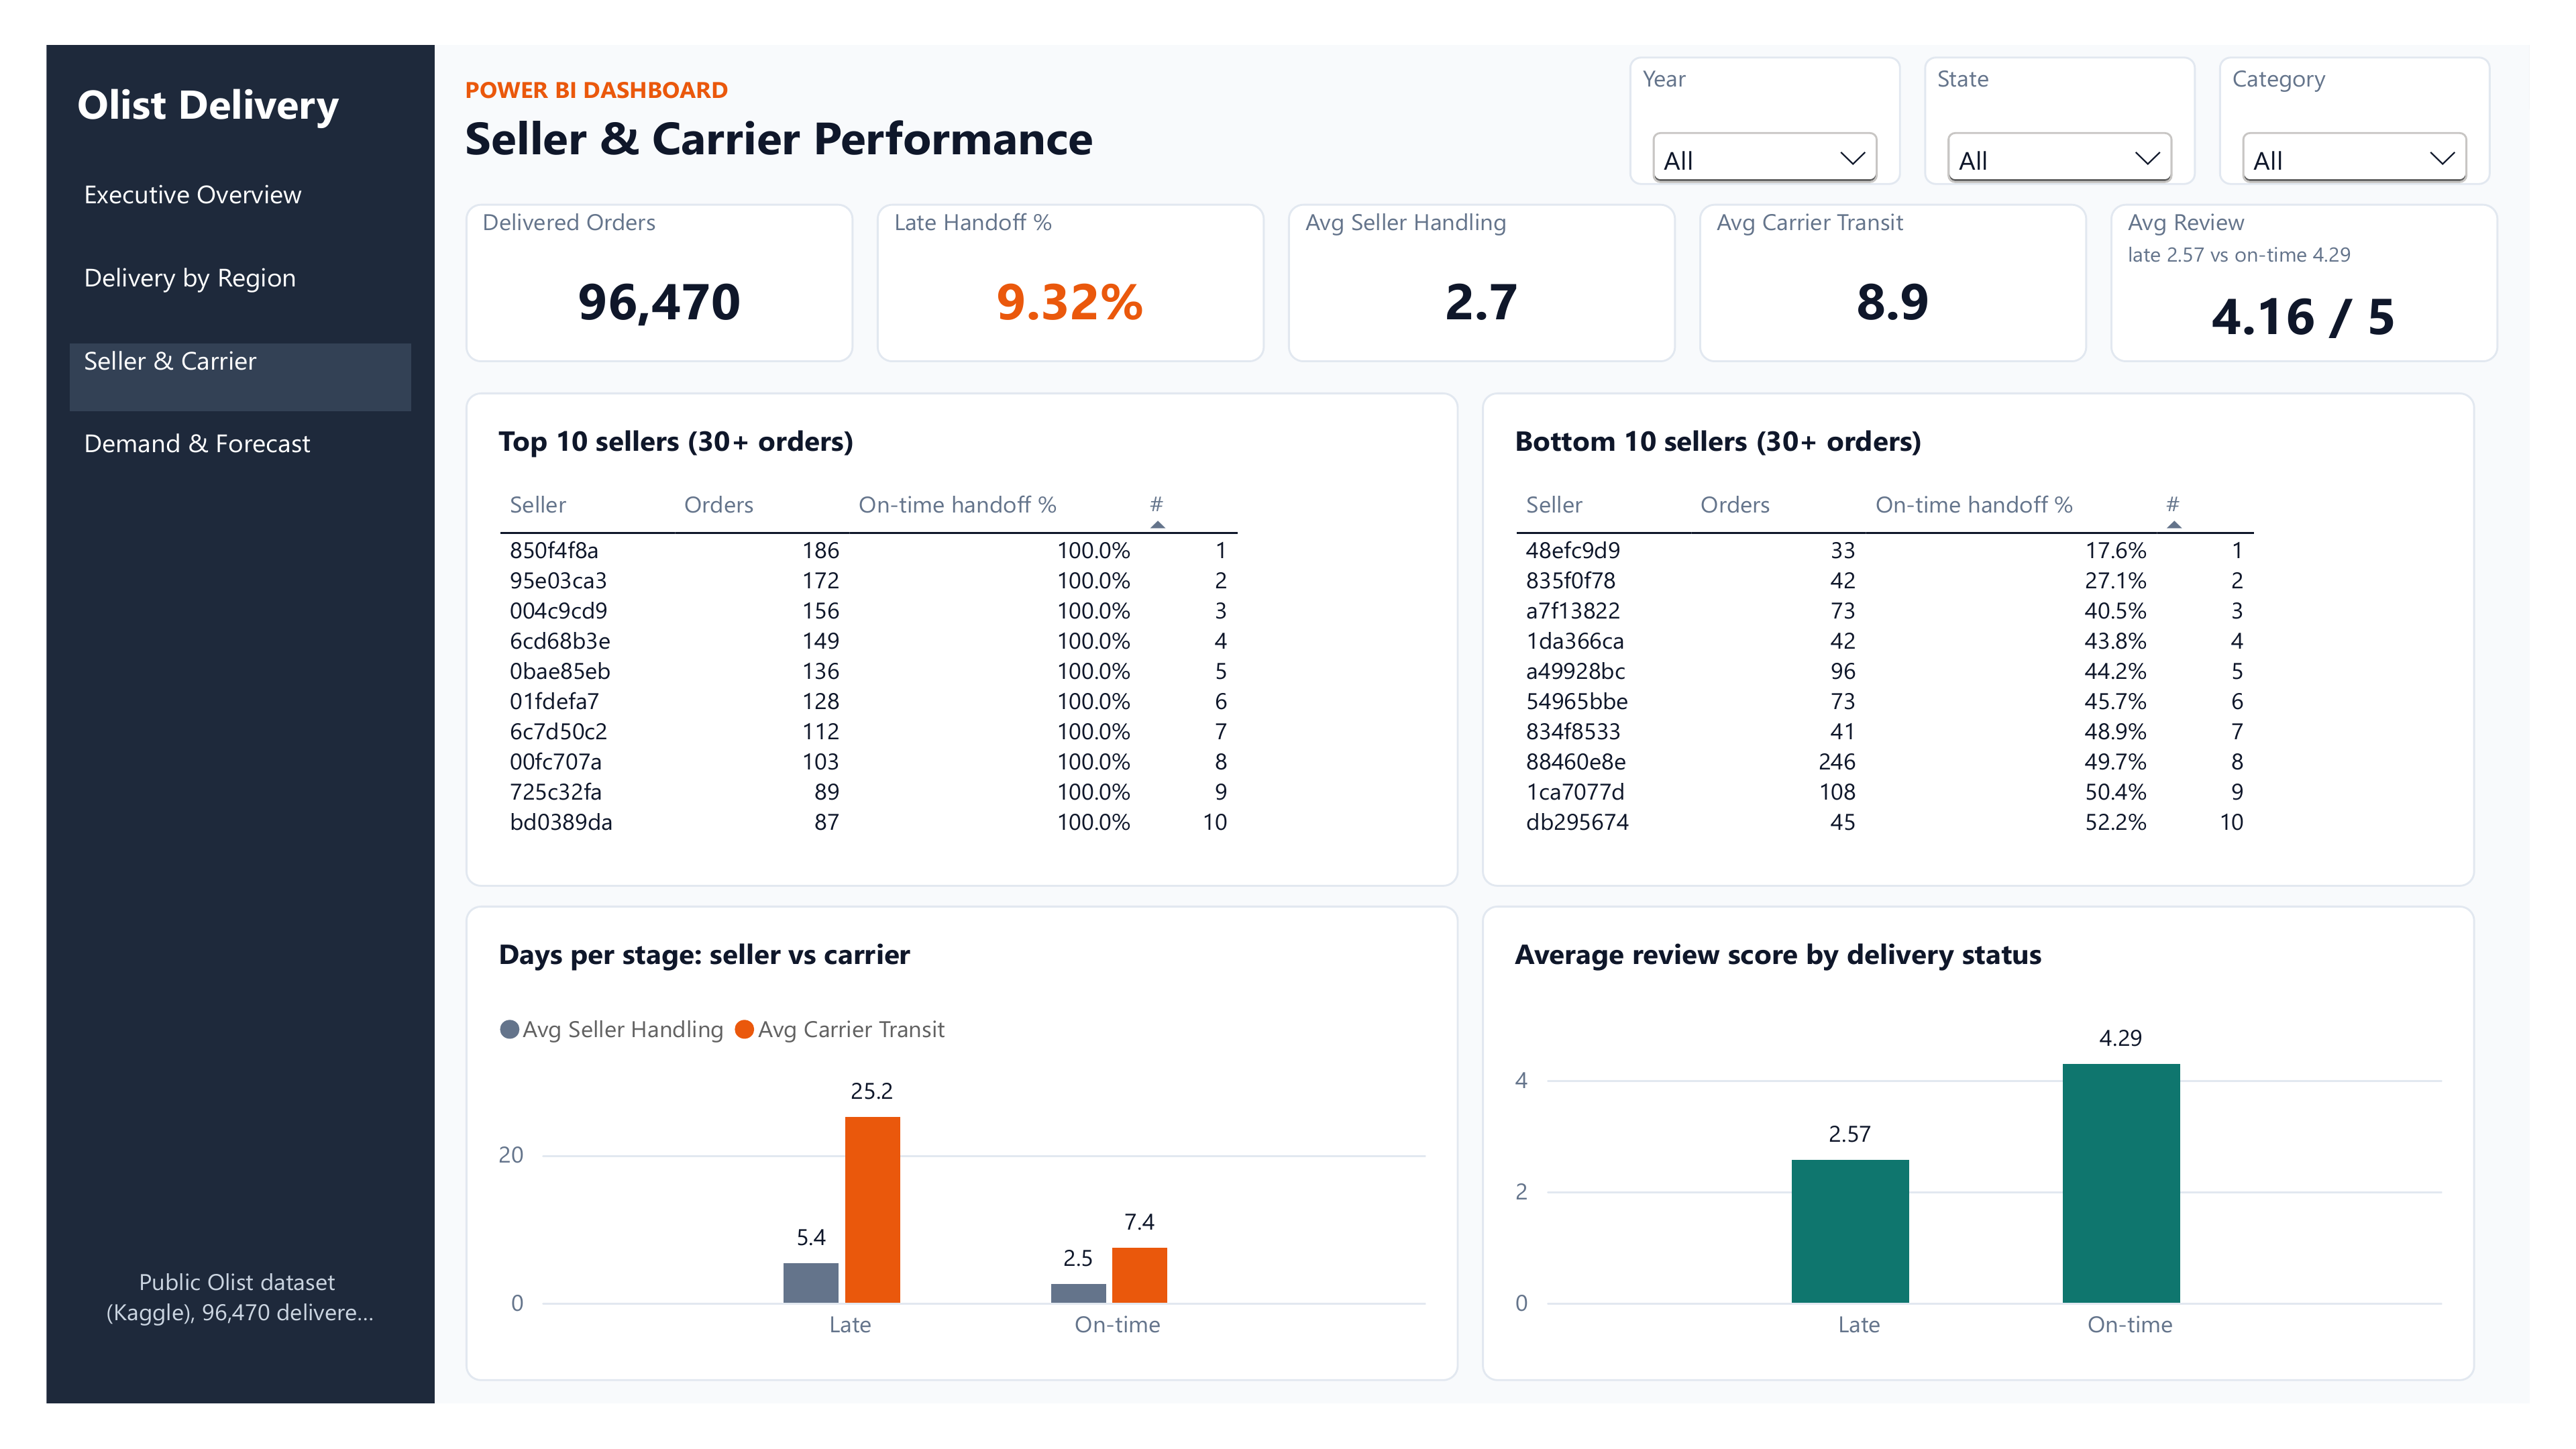 Olist Delivery
Executive Overview
Delivery by Region
Seller & Carrier
Demand & Forecast
Public Olist dataset
(Kaggle), 96,470 delivere...
POWER BI DASHBOARD
Seller & Carrier Performance
Year
All
State
All
Category
All
Delivered Orders
96,470
Late Handoff %
9.32%
Avg Seller Handling
2.7
Avg Carrier Transit
8.9
Avg Review
late 2.57 vs on-time 4.29
4.16 / 5
Top 10 sellers (30+ orders)
Seller Orders On-time handoff % #
850f4f8a 186 100.0% 1
95e03ca3 172 100.0% 2
004c9cd9 156 100.0% 3
6cd68b3e 149 100.0% 4
0bae85eb 136 100.0% 5
01fdefa7 128 100.0% 6
6c7d50c2 112 100.0% 7
00fc707a 103 100.0% 8
725c32fa 89 100.0% 9
bd0389da 87 100.0% 10
Bottom 10 sellers (30+ orders)
Seller Orders On-time handoff % #
48efc9d9 33 17.6% 1
835f0f78 42 27.1% 2
a7f13822 73 40.5% 3
1da366ca 42 43.8% 4
a49928bc 96 44.2% 5
54965bbe 73 45.7% 6
834f8533 41 48.9% 7
88460e8e 246 49.7% 8
1ca7077d 108 50.4% 9
db295674 45 52.2% 10
Days per stage: seller vs carrier
Avg Seller Handling Avg Carrier Transit
25.2
20
5.4
7.4
2.5
0
Late On-time
Average review score by delivery status
4.29
4
2.57
2
0
Late On-time